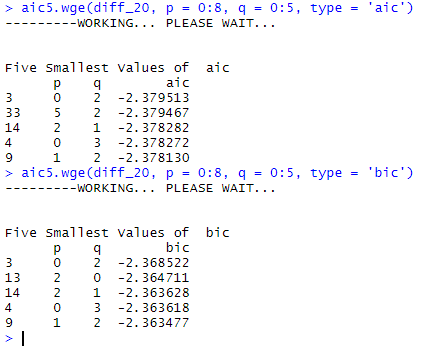 > aic5.wge(diff_20, p = 0:8, q = 0:5, type = 'aic')
---------WORKING... PLEASE WAIT...
Five Smallest Values of  aic
p    q        aic
3     0    2  -2.379513
33    5    2  -2.379467
14    2    1  -2.378282
4     0    3  -2.378272
9     1    2  -2.378130
> aic5.wge(diff_20, p = 0:8, q = 0:5, type = 'bic')
---------WORKING... PLEASE WAIT...
Five Smallest Values of  bic
p    q        bic
3     0    2  -2.368522
13    2    0  -2.364711
14    2    1  -2.363628
4     0    3  -2.363618
9     1    2  -2.363477
>